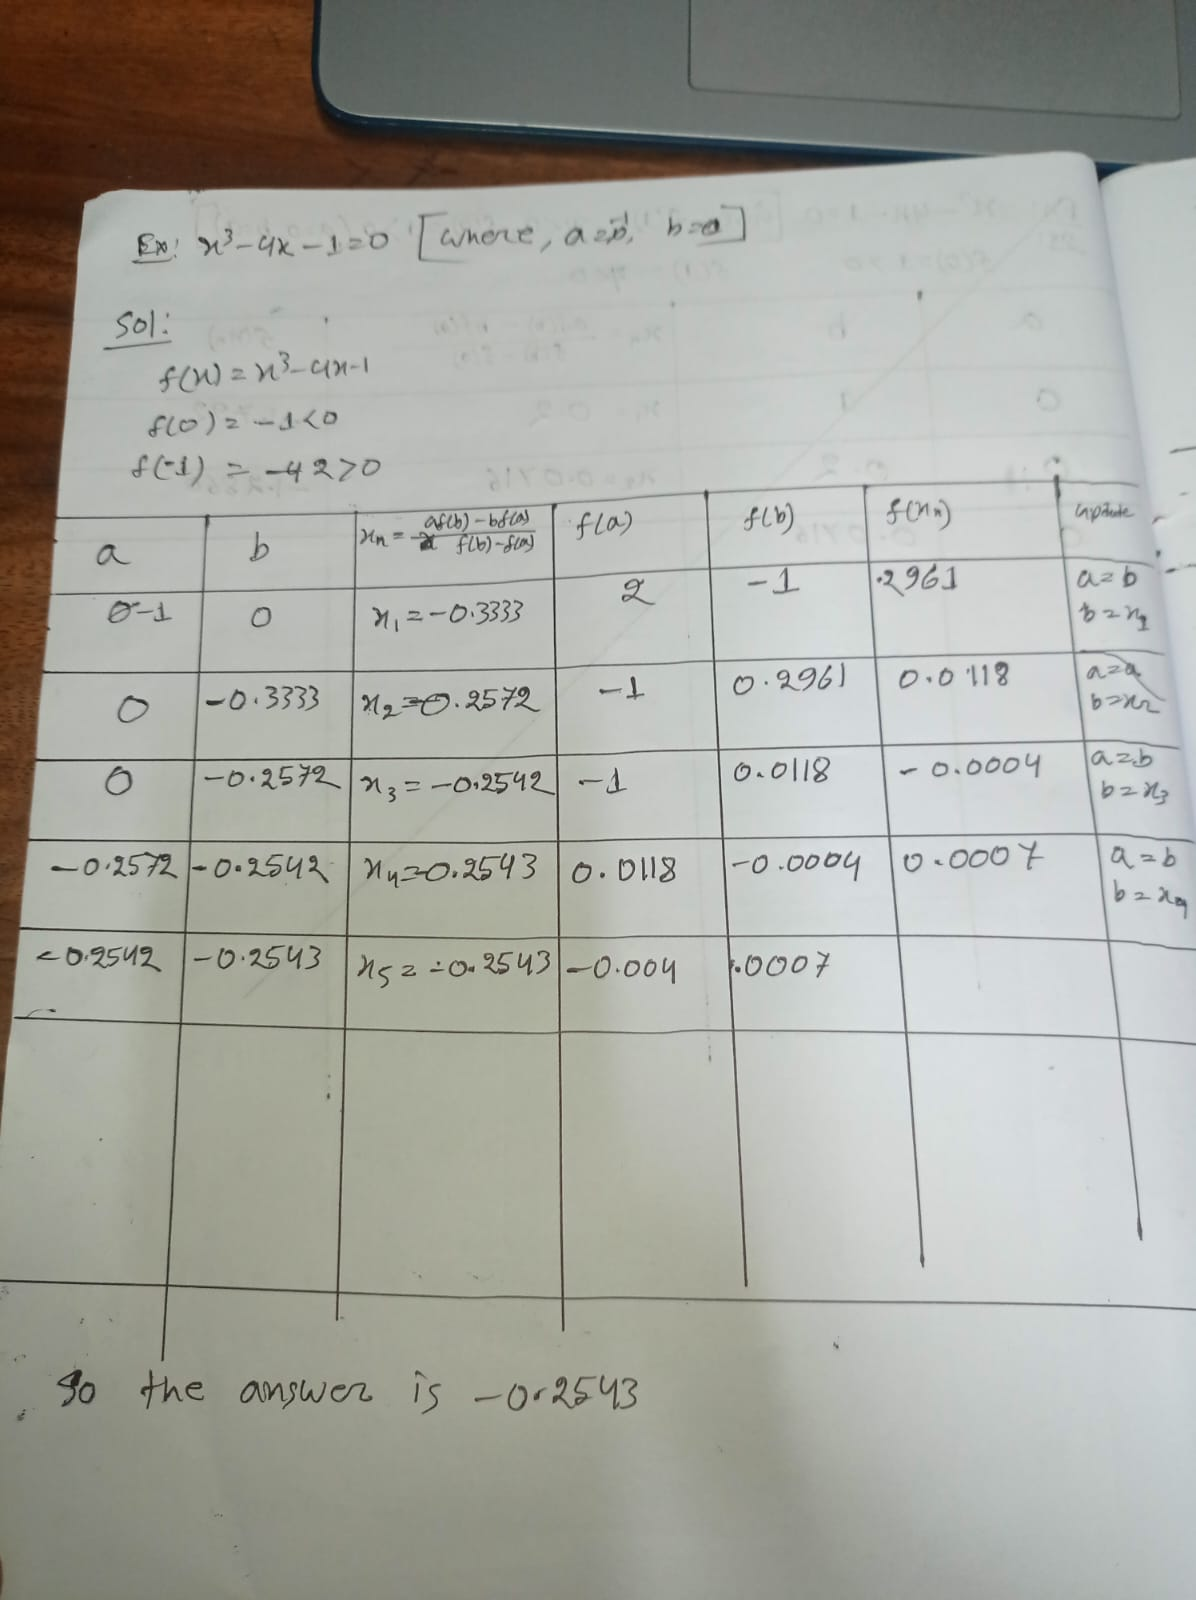 Ex: x³-4x-1=0 [where, a=-1, b=0]
Sol:
f(x)=x³-4x-1
f(0)=-1<0
f(-1) = 2>0
a b xn = af(b)-bf(a) / f(b)-f(a) f(a) f(b) f(xn) update
-1 0 x₁=-0.3333 2 -1 .2961 a=b b=x₁
0 -0.3333 x₂=-0.2572 -1 0.2961 0.0118 a=a b=x₂
0 -0.2572 x₃=-0.2542 -1 0.0118 -0.0004 a=b b=x₃
-0.2572 -0.2542 x₄=-0.2543 0.0118 -0.0004 0.0007 a=b b=x₄
-0.2542 -0.2543 x₅=-0.2543 -0.004 .0007
So the answer is -0.2543